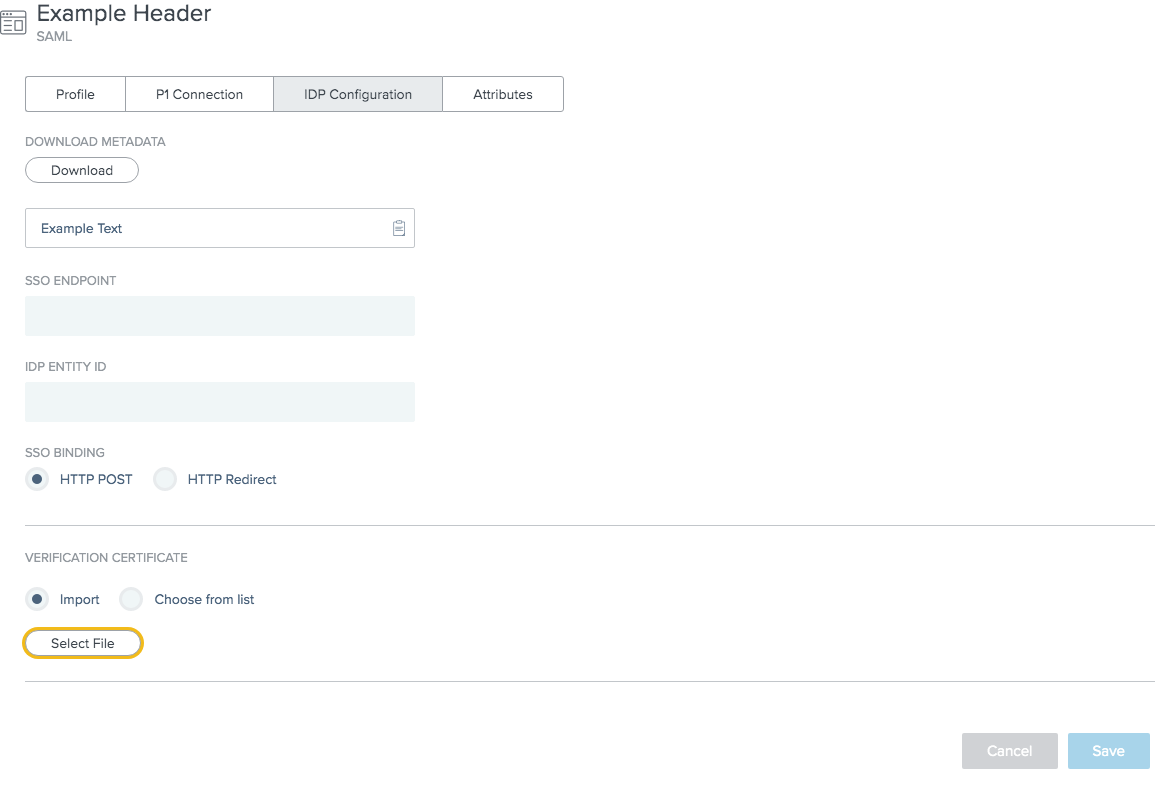 Example Header
SAML
Profile P1 Connection IDP Configuration Attributes
DOWNLOAD METADATA
Download
Example Text
SSO ENDPOINT
IDP ENTITY ID
SSO BINDING
HTTP POST HTTP Redirect
VERIFICATION CERTIFICATE
Import Choose from list
Select File
Cancel Save